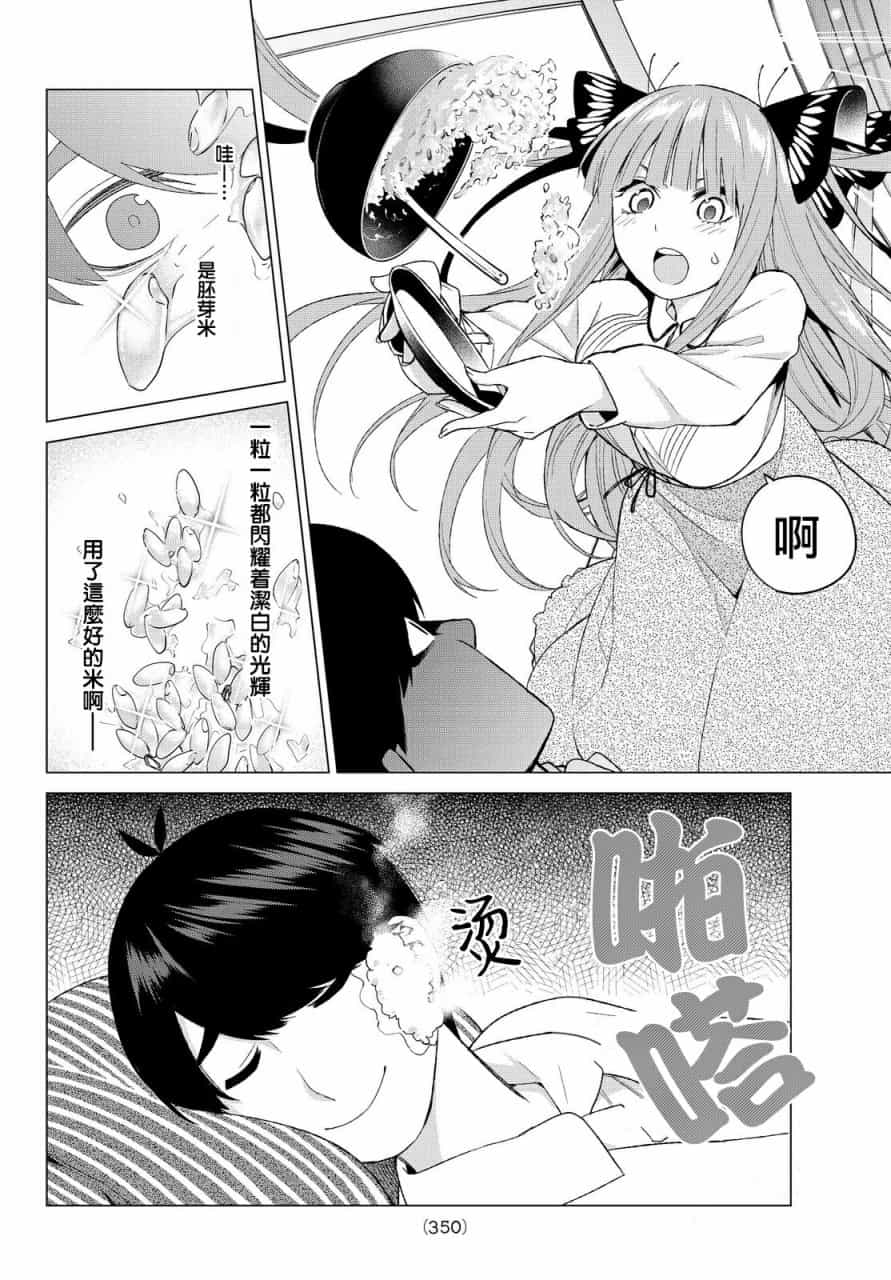 啊
哇——…
是胚芽米
一粒一粒都閃耀着潔白的光輝
用了這麼好的米啊——
啪
嗒
烫
(350)